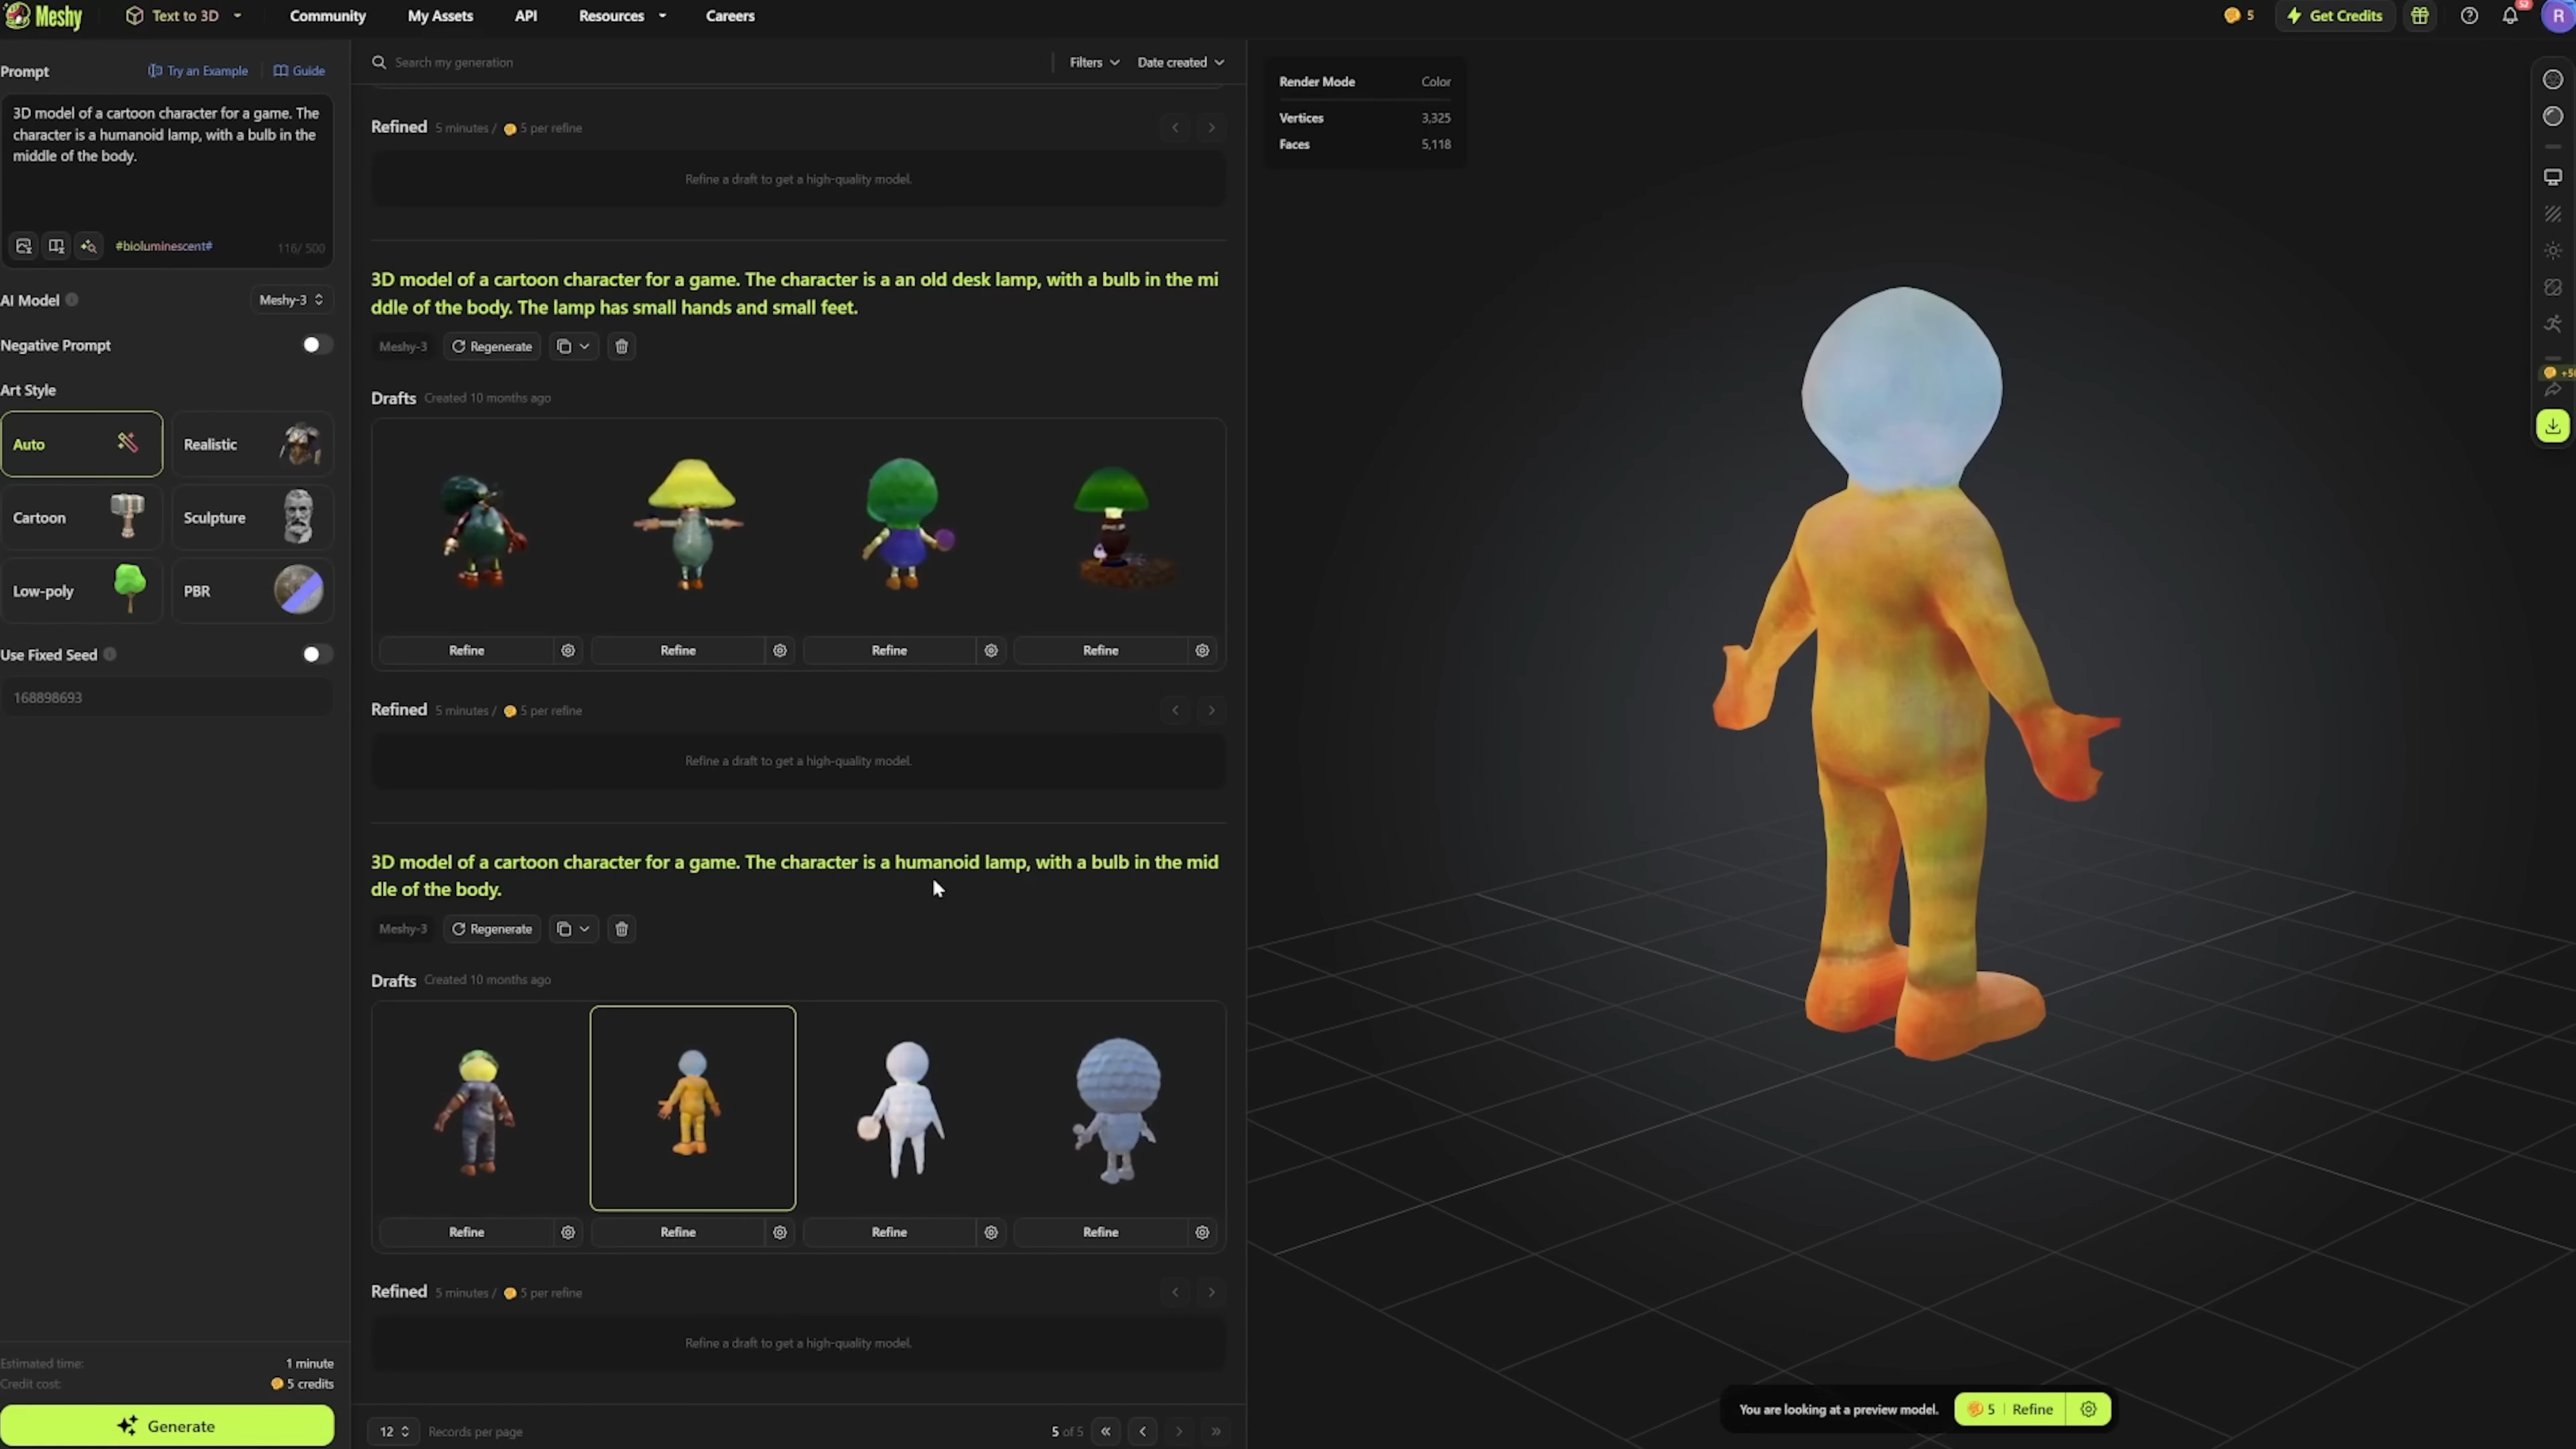 Meshy
Text to 3D
Community
My Assets
API
Resources
Careers
5
Get Credits
52
R
Prompt
Try an Example
Guide
3D model of a cartoon character for a game. The
character is a humanoid lamp, with a bulb in the
middle of the body.
#bioluminescent#
116/ 500
AI Model
Meshy-3
Negative Prompt
Art Style
Auto
Realistic
Cartoon
Sculpture
Low-poly
PBR
Use Fixed Seed
168898693
Estimated time:
1 minute
Credit cost:
5 credits
Generate
Search my generation
Filters
Date created
Refined 5 minutes / 5 per refine
Refine a draft to get a high-quality model.
3D model of a cartoon character for a game. The character is a an old desk lamp, with a bulb in the mi
ddle of the body. The lamp has small hands and small feet.
Meshy-3
Regenerate
Drafts Created 10 months ago
Refine
Refine
Refine
Refine
Refined 5 minutes / 5 per refine
Refine a draft to get a high-quality model.
3D model of a cartoon character for a game. The character is a humanoid lamp, with a bulb in the mid
dle of the body.
Meshy-3
Regenerate
Drafts Created 10 months ago
Refine
Refine
Refine
Refine
Refined 5 minutes / 5 per refine
Refine a draft to get a high-quality model.
12
Records per page
5 of 5
Render Mode Color
Vertices 3,325
Faces 5,118
You are looking at a preview model.
5 | Refine